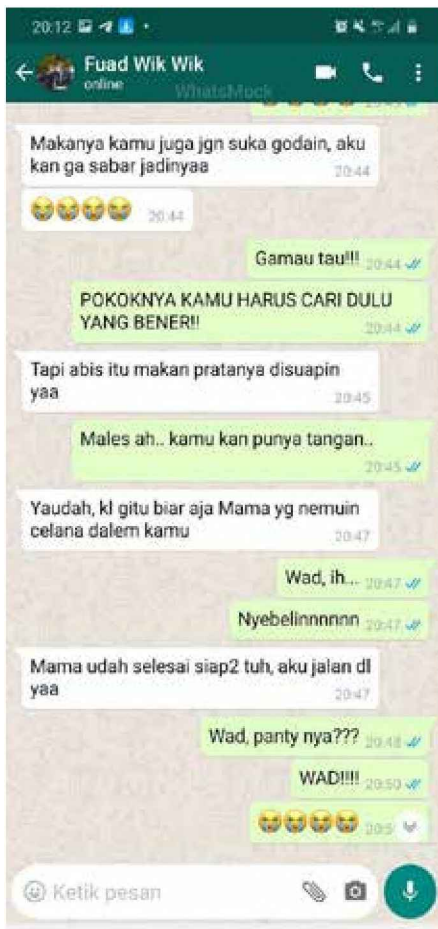 20:12
Fuad Wik Wik
online
WhatsMock
Makanya kamu juga jgn suka godain, aku
kan ga sabar jadinyaa
20:44
20:44
Gamau tau!!! 20:44
POKOKNYA KAMU HARUS CARI DULU
YANG BENER!!
20:44
Tapi abis itu makan pratanya disuapin
yaa
20:45
Males ah.. kamu kan punya tangan..
20:45
Yaudah, kl gitu biar aja Mama yg nemuin
celana dalem kamu
20:47
Wad, ih... 20:47
Nyebelinnnnnn 20:47
Mama udah selesai siap2 tuh, aku jalan dl
yaa
20:47
Wad, panty nya??? 20:48
WAD!!!! 20:50
Ketik pesan